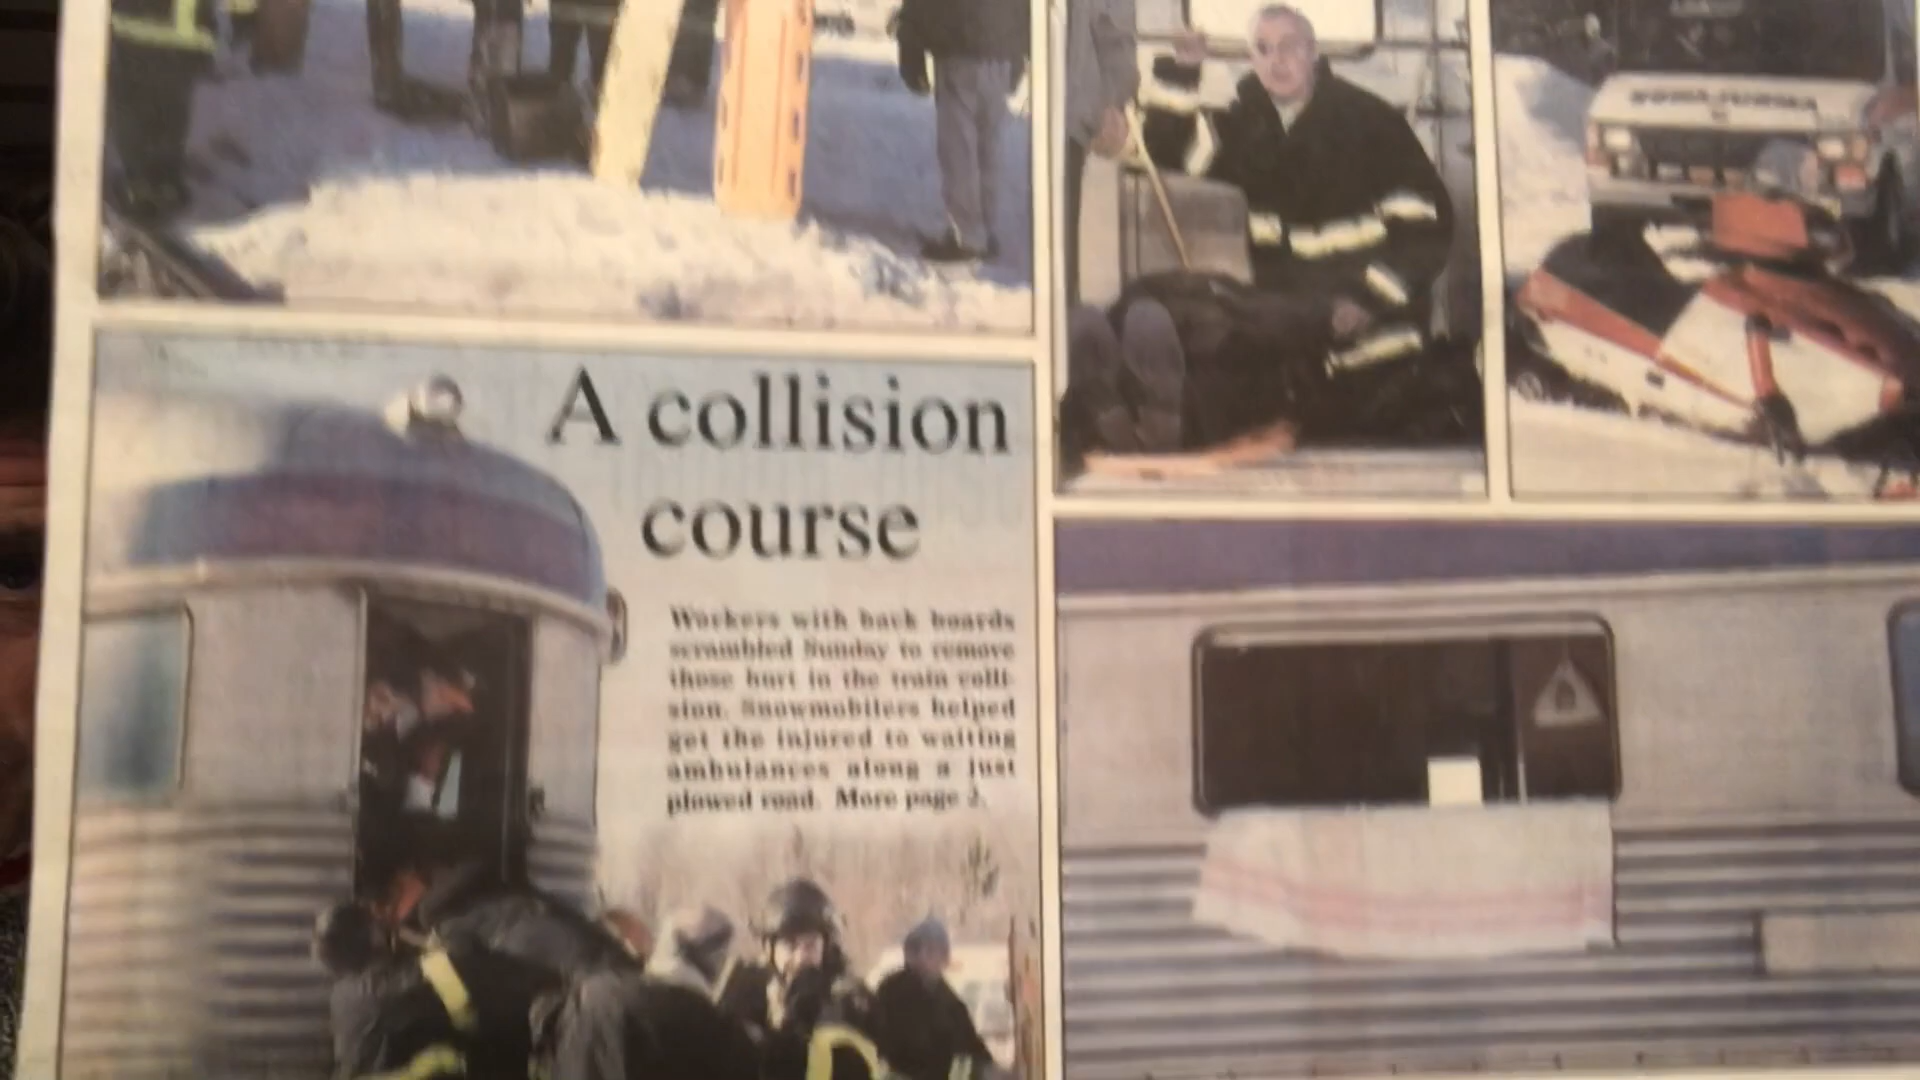 A collision
course
Workers with back boards
scrambled Sunday to remove
those hurt in the train colli-
sion. Snowmobilers helped
get the injured to waiting
ambulances along a just
plowed road. More page 2.